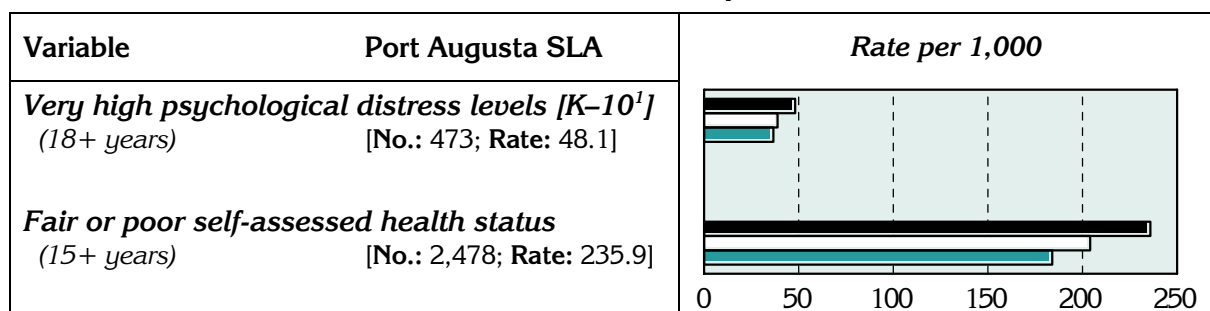 Variable Port Augusta SLA Rate per 1,000
Very high psychological distress levels [K–10¹]
(18+ years) [No.: 473; Rate: 48.1]
Fair or poor self-assessed health status
(15+ years) [No.: 2,478; Rate: 235.9]
0 50 100 150 200 250